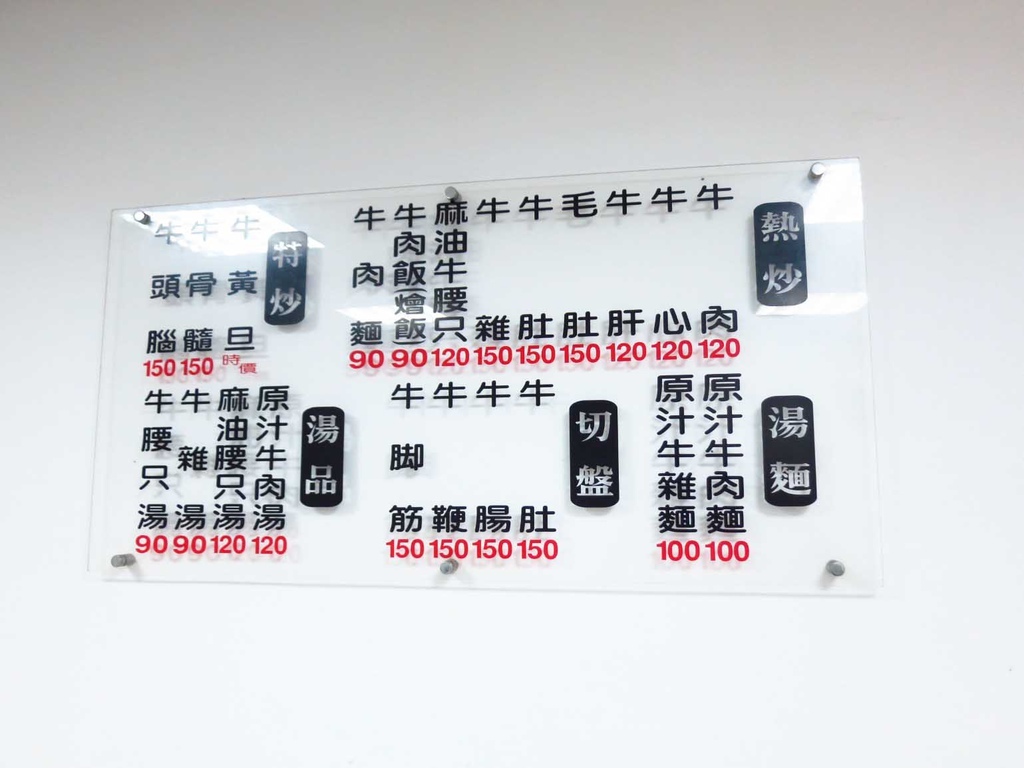 熱炒
牛肉 120
牛心 120
牛肝 120
毛肚 150
牛肚 150
牛雜 150
麻油牛腰只 120
牛肉飯燴飯 90
牛肉麵 90
特炒
牛黃旦 時價
牛骨髓 150
牛頭腦 150
湯麵
原汁牛肉麵 100
原汁牛雜麵 100
切盤
牛肚 150
牛腸 150
牛鞭 150
牛脚筋 150
湯品
原汁牛肉湯 120
麻油腰只湯 120
牛雜湯 90
牛腰只湯 90